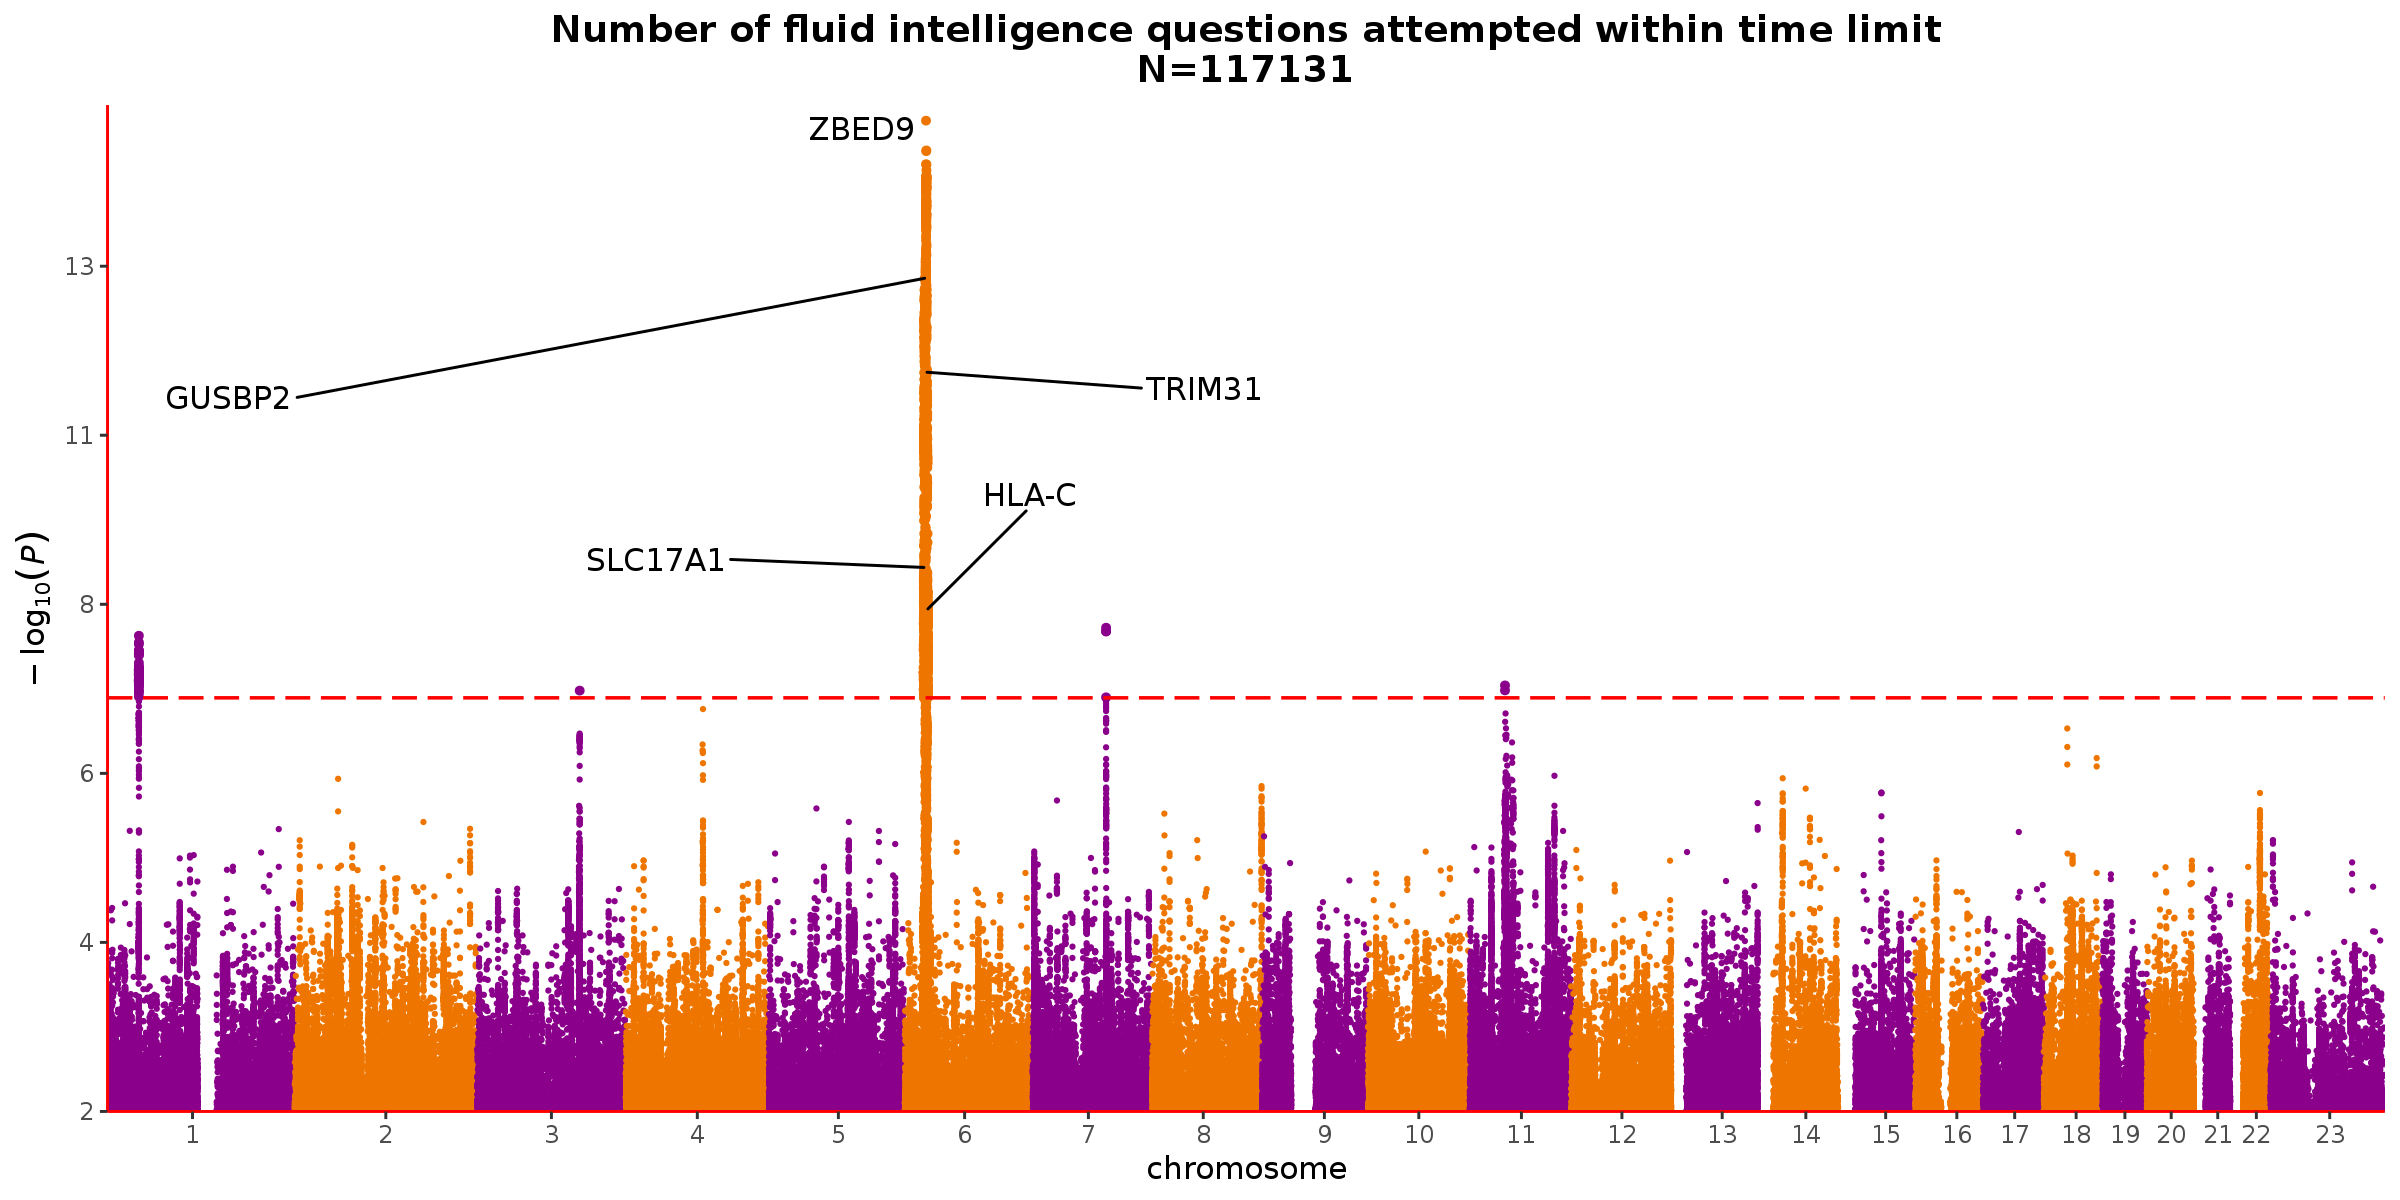 Number of fluid intelligence questions attempted within time limit
N=117131
ZBED9
GUSBP2
TRIM31
HLA-C
SLC17A1
−log10(P)
13
11
8
6
4
2
1 2 3 4 5 6 7 8 9 10 11 12 13 14 15 16 17 18 19 20 21 22 23
chromosome